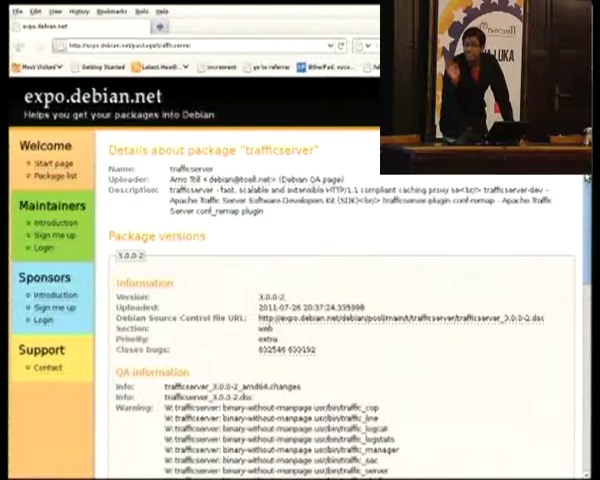 File Edit View History Bookmarks Tools Help
expo.debian.net
http://expo.debian.net/package/trafficserver
Most Visited Getting Started Latest Headl... increment go to referrer
LUKA
expo.debian.net
Helps you get your packages into Debian
Welcome
Start page
Package list
Maintainers
Introduction
Sign me up
Login
Sponsors
Introduction
Sign me up
Login
Support
Contact
Details about package "trafficserver"
Name: trafficserver
Uploader: Arno Töll <debian@toell.net> (Debian QA page)
Description: trafficserver - fast, scalable and extensible HTTP/1.1 compliant caching proxy se<br/> trafficserver-dev -
Apache Traffic Server Software Developers Kit (SDK)<br/> trafficserver-plugin-conf-remap - Apache Traffic
Server conf_remap plugin
Package versions
3.0.0-2
Information
Version: 3.0.0-2
Uploaded: 2011-07-26 20:37:24.335998
Debian Source Control file URL: http://expo.debian.net/debian/pool/main/t/trafficserver/trafficserver_3.0.0-2.dsc
Section: web
Priority: extra
Closes bugs: 632546 630192
QA information
Info: trafficserver_3.0.0-2_amd64.changes
Info: trafficserver_3.0.0-2.dsc
Warning: W: trafficserver: binary-without-manpage usr/bin/traffic_cop
W: trafficserver: binary-without-manpage usr/bin/traffic_line
W: trafficserver: binary-without-manpage usr/bin/traffic_logcat
W: trafficserver: binary-without-manpage usr/bin/traffic_logstats
W: trafficserver: binary-without-manpage usr/bin/traffic_manager
W: trafficserver: binary-without-manpage usr/bin/traffic_sac
W: trafficserver: binary-without-manpage usr/bin/traffic_server